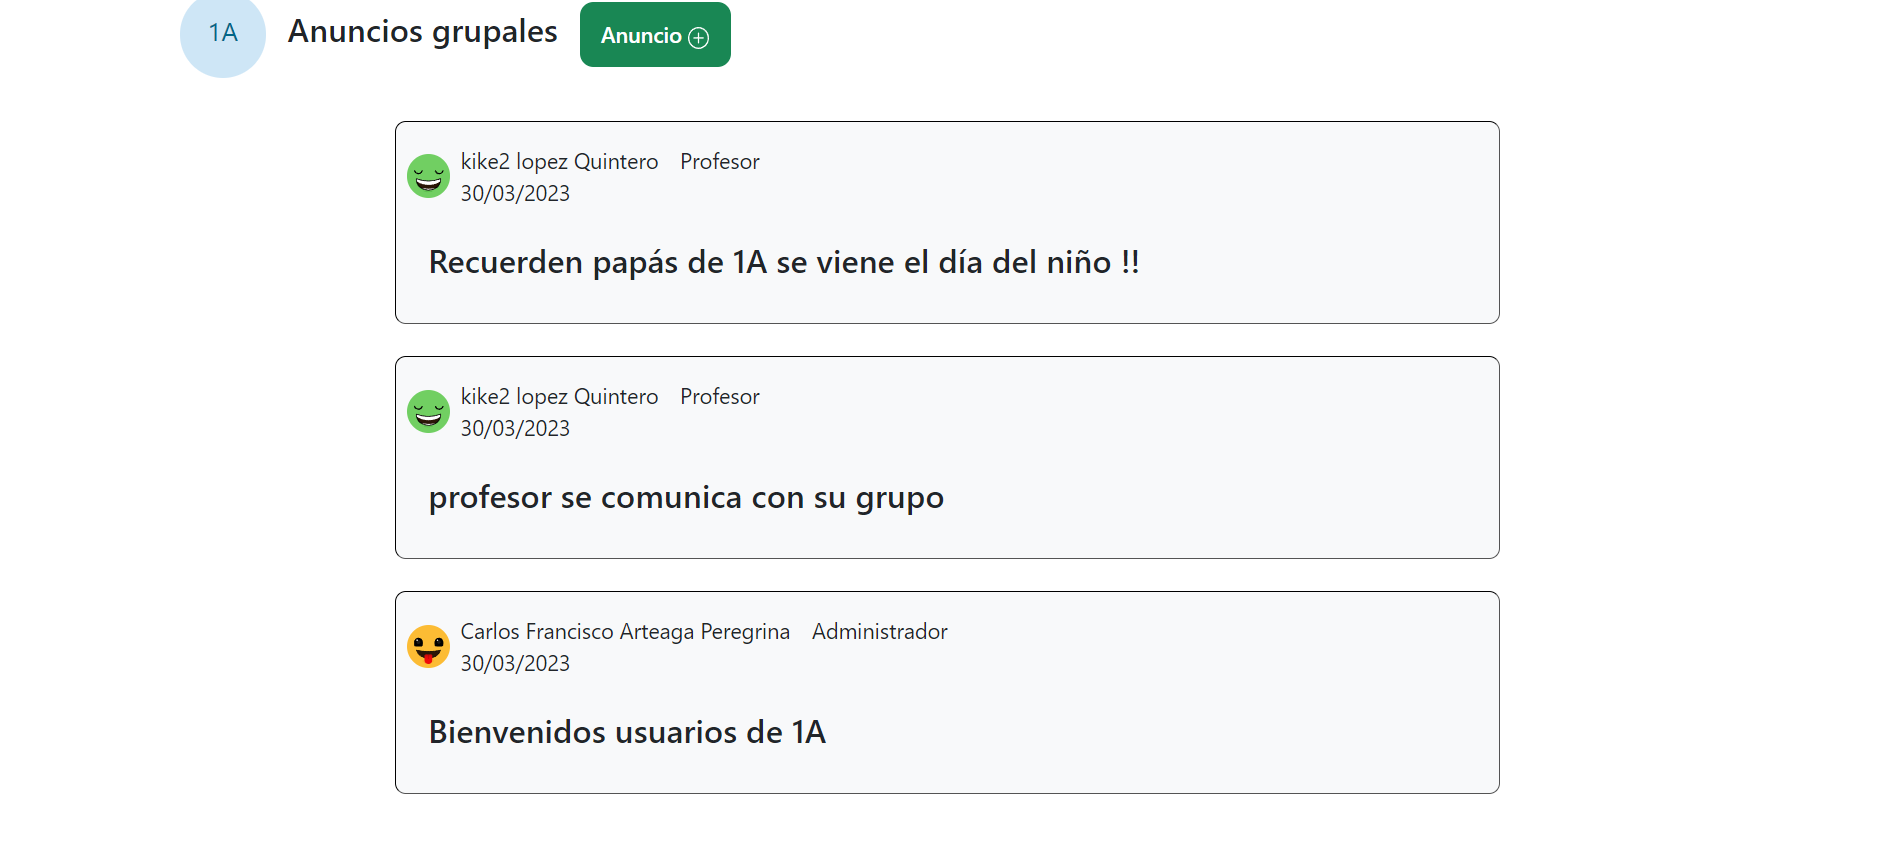 1A
Anuncios grupales
Anuncio
kike2 lopez Quintero Profesor
30/03/2023
Recuerden papás de 1A se viene el día del niño !!
kike2 lopez Quintero Profesor
30/03/2023
profesor se comunica con su grupo
Carlos Francisco Arteaga Peregrina Administrador
30/03/2023
Bienvenidos usuarios de 1A